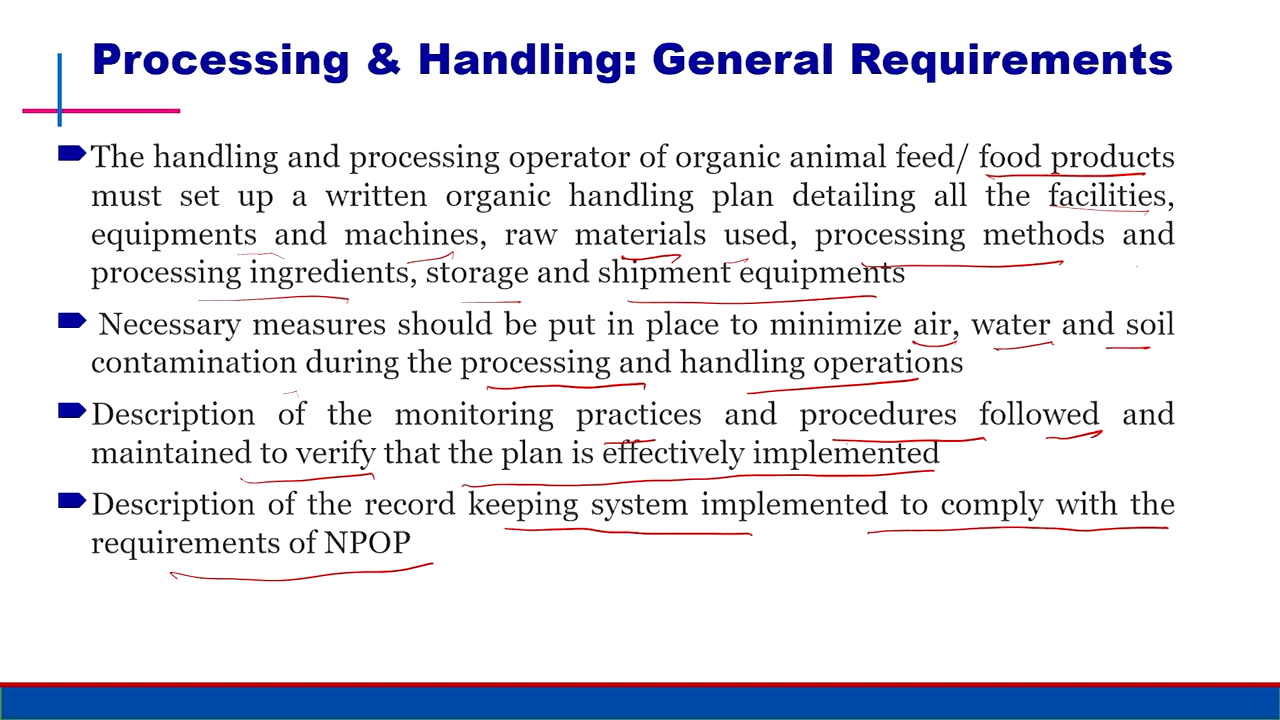 Processing & Handling: General Requirements
The handling and processing operator of organic animal feed/ food products
must set up a written organic handling plan detailing all the facilities,
equipments and machines, raw materials used, processing methods and
processing ingredients, storage and shipment equipments
Necessary measures should be put in place to minimize air, water and soil
contamination during the processing and handling operations
Description of the monitoring practices and procedures followed and
maintained to verify that the plan is effectively implemented
Description of the record keeping system implemented to comply with the
requirements of NPOP